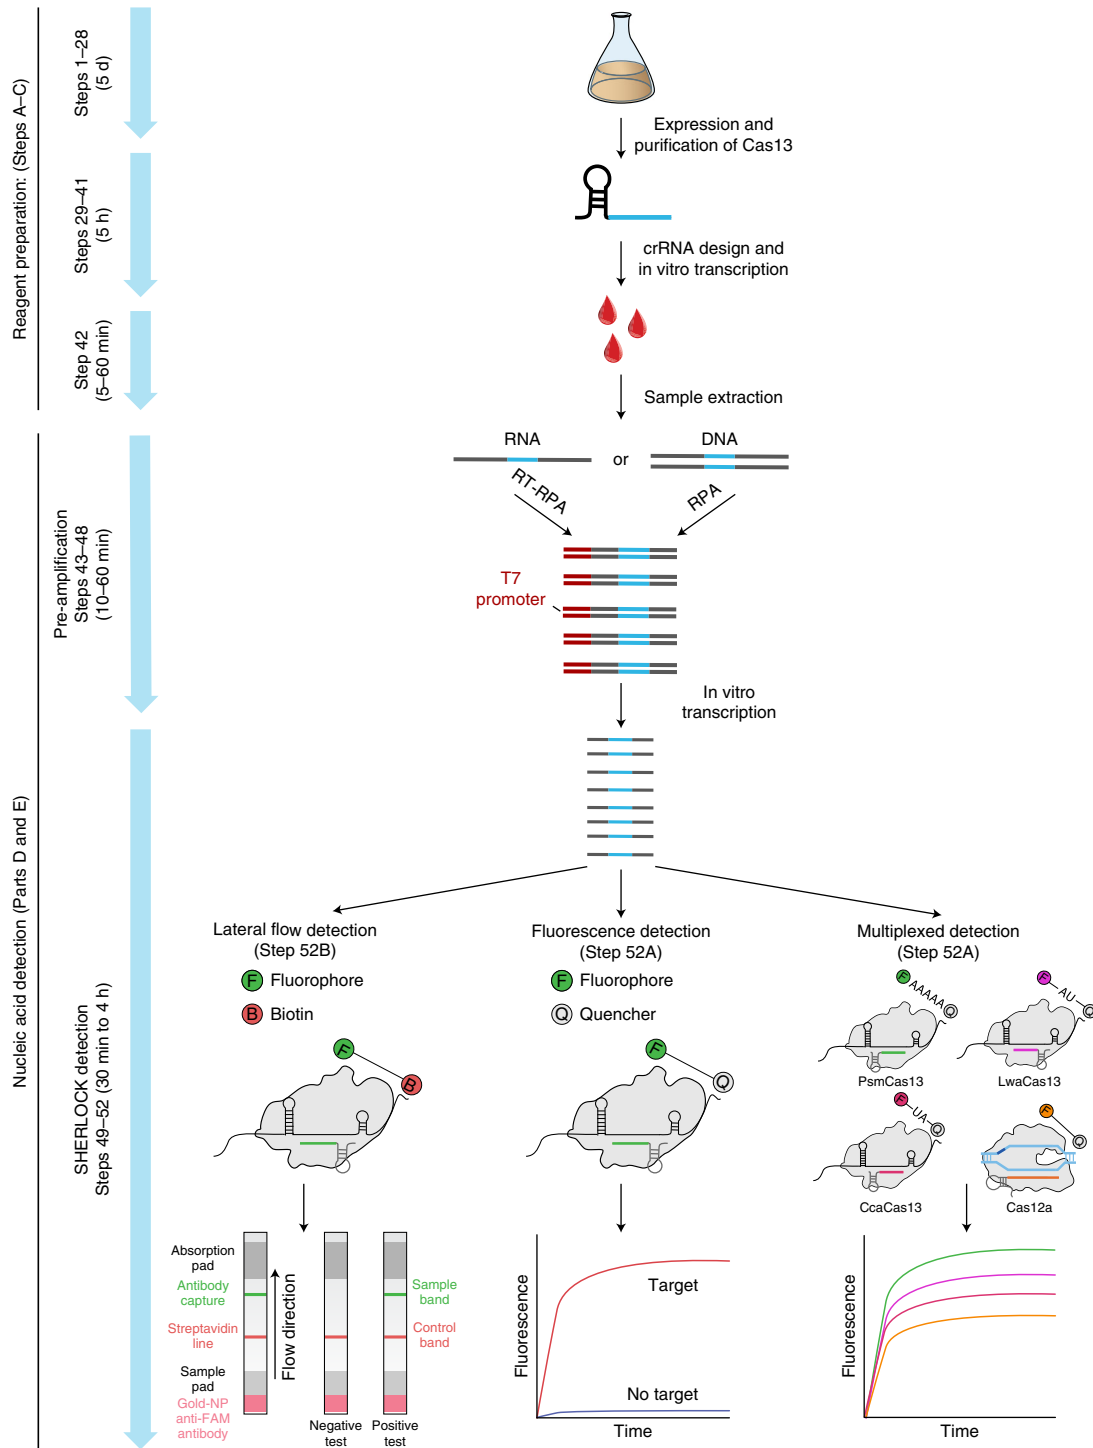 Reagent preparation: (Steps A–C)
Steps 1–28
(5 d)
Expression and
purification of Cas13
Steps 29–41
(5 h)
crRNA design and
in vitro transcription
Step 42
(5–60 min)
Sample extraction
Nucleic acid detection (Parts D and E)
Pre-amplification
Steps 43–48
(10–60 min)
RNA
or
DNA
RT-RPA
RPA
T7
promoter
In vitro
transcription
SHERLOCK detection
Steps 49–52 (30 min to 4 h)
Lateral flow detection
(Step 52B)
F Fluorophore
B Biotin
F
B
Fluorescence detection
(Step 52A)
F Fluorophore
Q Quencher
F
Q
Multiplexed detection
(Step 52A)
F
AAAAA
Q
PsmCas13
F
AU
Q
LwaCas13
F
UA
Q
CcaCas13
F
Q
Cas12a
Absorption
pad
Antibody
capture
Streptavidin
line
Sample
pad
Gold-NP
anti-FAM
antibody
Flow direction
Sample
band
Control
band
Negative
test
Positive
test
Fluorescence
Target
No target
Time
Fluorescence
Time